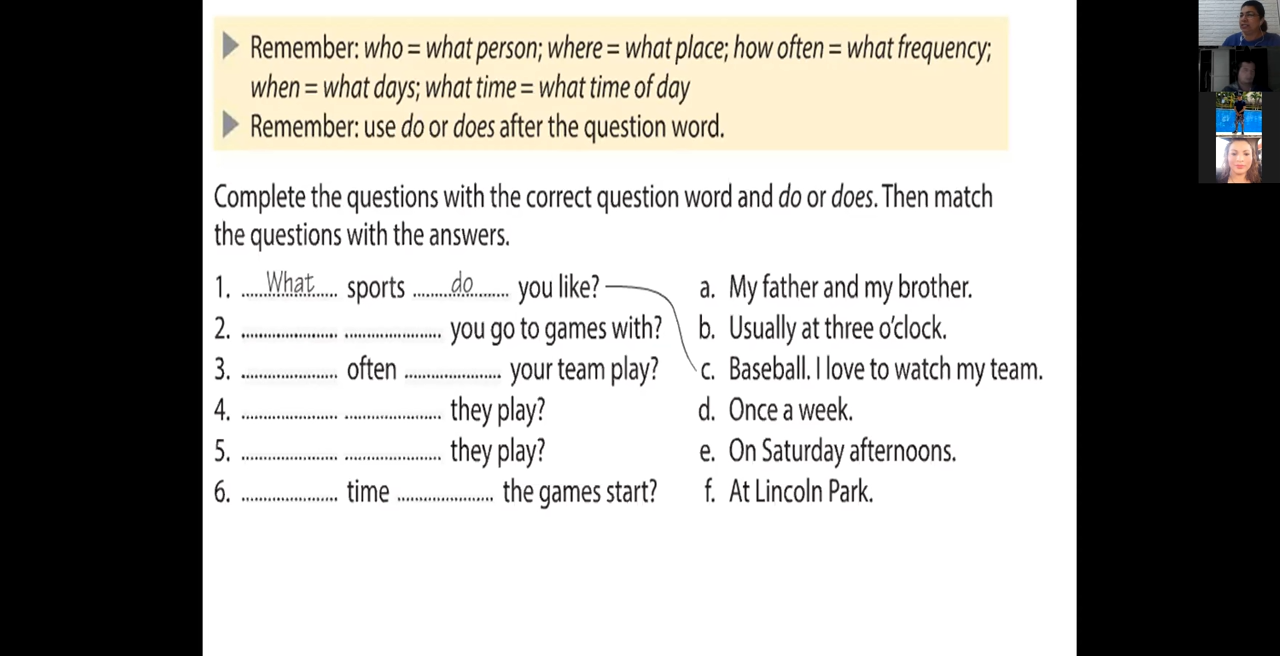 Remember: who = what person; where = what place; how often = what frequency;
when = what days; what time = what time of day
Remember: use do or does after the question word.
Complete the questions with the correct question word and do or does. Then match
the questions with the answers.
1. What sports do you like?
2. .................... .................... you go to games with?
3. .................... often .................... your team play?
4. .................... .................... they play?
5. .................... .................... they play?
6. .................... time .................... the games start?
a. My father and my brother.
b. Usually at three o'clock.
c. Baseball. I love to watch my team.
d. Once a week.
e. On Saturday afternoons.
f. At Lincoln Park.